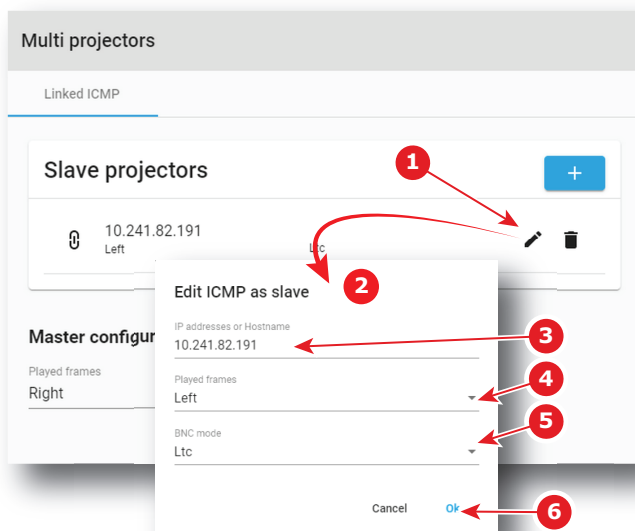 Multi projectors
Linked ICMP
Slave projectors
+
1
10.241.82.191
Left
Ltc
2
Edit ICMP as slave
IP addresses or Hostname
10.241.82.191
3
Master configur
Played frames
Right
Played frames
Left
4
BNC mode
Ltc
5
Cancel
Ok
6